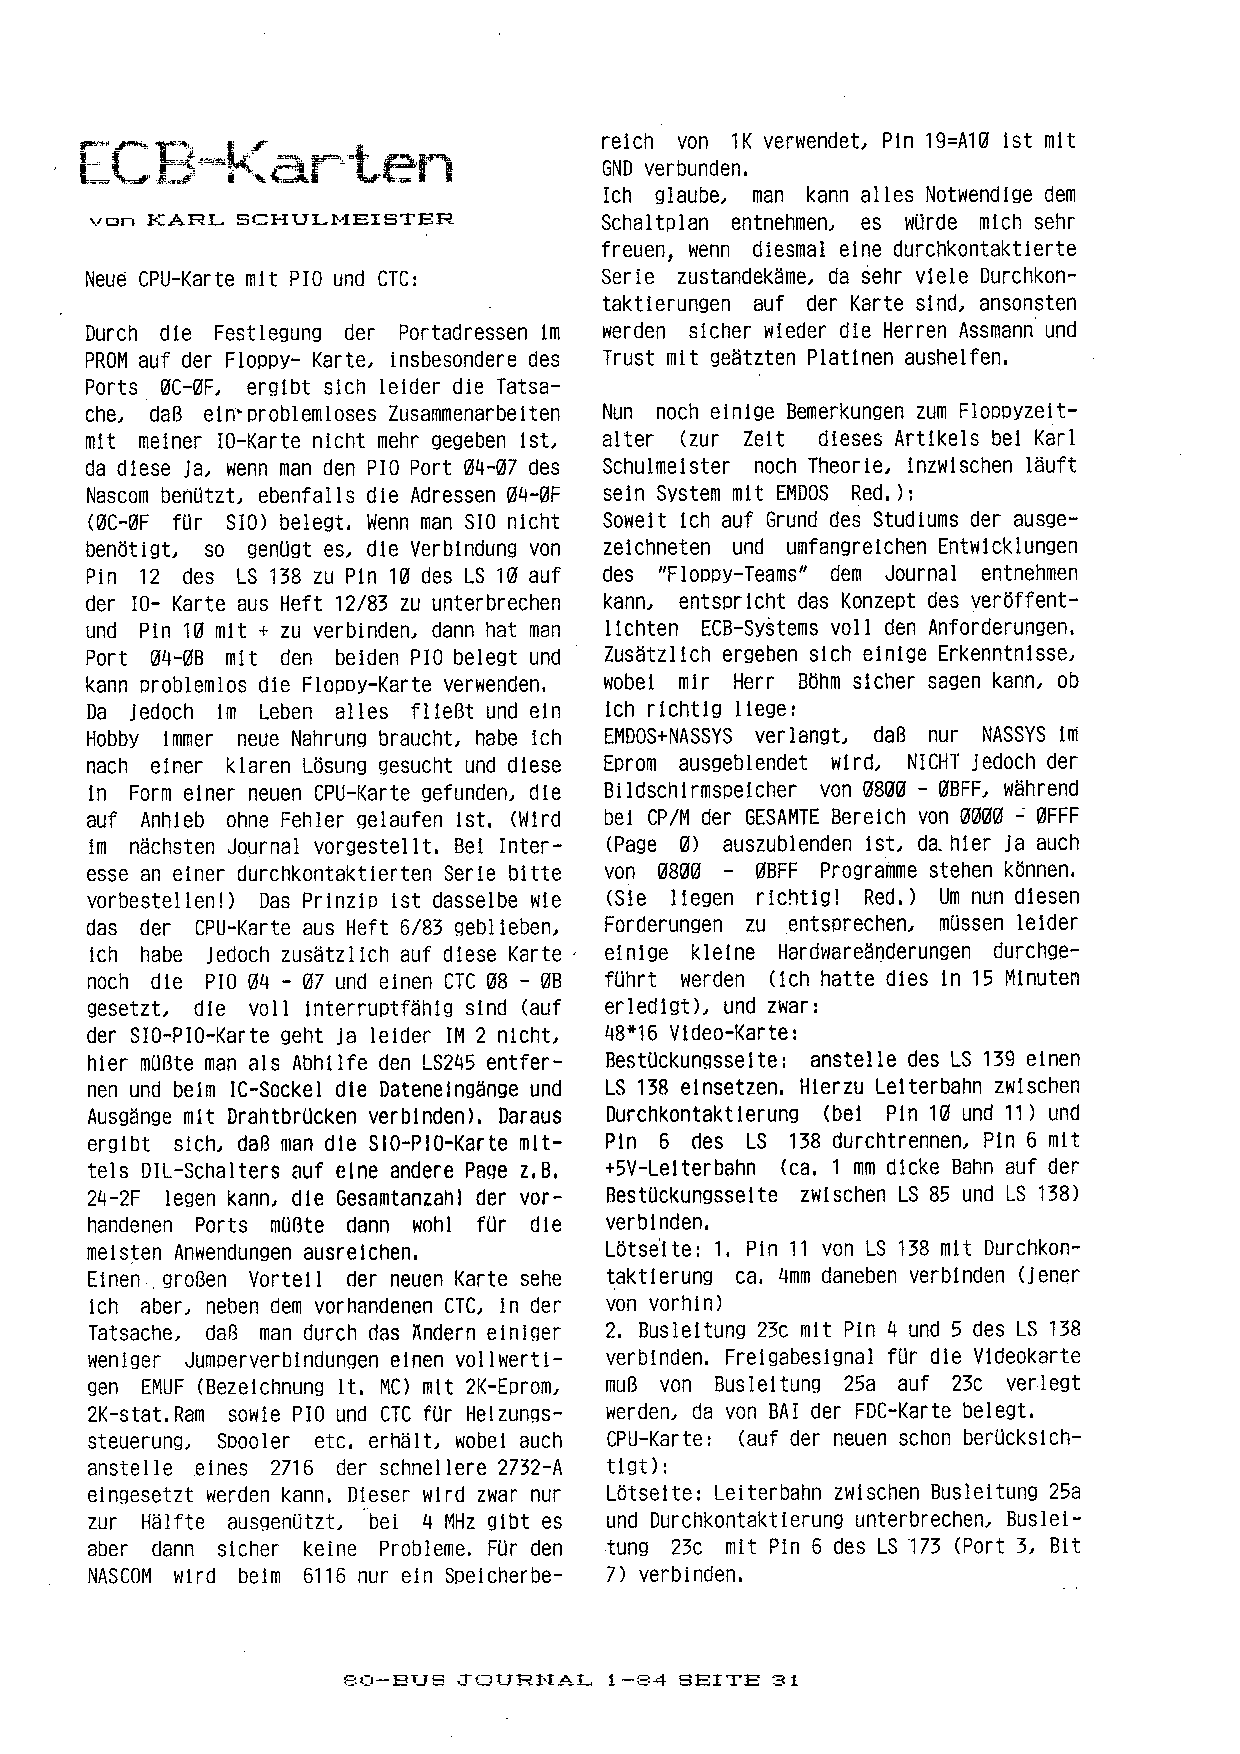 ECB-Karten
von KARL SCHULMEISTER
Neue CPU-Karte mit PIO und CTC:
Durch die Festlegung der Portadressen im
PROM auf der Floppy- Karte, insbesondere des
Ports ØC-ØF, ergibt sich leider die Tatsa-
che, daß ein problemloses Zusammenarbeiten
mit meiner IO-Karte nicht mehr gegeben ist,
da diese ja, wenn man den PIO Port Ø4-Ø7 des
Nascom benützt, ebenfalls die Adressen Ø4-ØF
(ØC-ØF für SIO) belegt. Wenn man SIO nicht
benötigt, so genügt es, die Verbindung von
Pin 12 des LS 138 zu Pin 1Ø des LS 1Ø auf
der IO- Karte aus Heft 12/83 zu unterbrechen
und Pin 1Ø mit + zu verbinden, dann hat man
Port Ø4-ØB mit den beiden PIO belegt und
kann problemlos die Floppy-Karte verwenden.
Da jedoch im Leben alles fließt und ein
Hobby immer neue Nahrung braucht, habe ich
nach einer klaren Lösung gesucht und diese
in Form einer neuen CPU-Karte gefunden, die
auf Anhieb ohne Fehler gelaufen ist. (Wird
im nächsten Journal vorgestellt. Bei Inter-
esse an einer durchkontaktierten Serie bitte
vorbestellen!) Das Prinzip ist dasselbe wie
das der CPU-Karte aus Heft 6/83 geblieben,
ich habe jedoch zusätzlich auf diese Karte
noch die PIO Ø4 - Ø7 und einen CTC Ø8 - ØB
gesetzt, die voll interruptfähig sind (auf
der SIO-PIO-Karte geht ja leider IM 2 nicht,
hier müßte man als Abhilfe den LS245 entfer-
nen und beim IC-Sockel die Dateneingänge und
Ausgänge mit Drahtbrücken verbinden). Daraus
ergibt sich, daß man die SIO-PIO-Karte mit-
tels DIL-Schalters auf eine andere Page z.B.
24-2F legen kann, die Gesamtanzahl der vor-
handenen Ports müßte dann wohl für die
meisten Anwendungen ausreichen.
Einen großen Vorteil der neuen Karte sehe
ich aber, neben dem vorhandenen CTC, in der
Tatsache, daß man durch das Ändern einiger
weniger Jumperverbindungen einen vollwerti-
gen EMUF (Bezeichnung lt. MC) mit 2K-Eprom,
2K-stat.Ram sowie PIO und CTC für Heizungs-
steuerung, Spooler etc. erhält, wobei auch
anstelle eines 2716 der schnellere 2732-A
eingesetzt werden kann. Dieser wird zwar nur
zur Hälfte ausgenützt, bei 4 MHz gibt es
aber dann sicher keine Probleme. Für den
NASCOM wird beim 6116 nur ein Speicherbe-
reich von 1K verwendet, Pin 19=A1Ø ist mit
GND verbunden.
Ich glaube, man kann alles Notwendige dem
Schaltplan entnehmen, es würde mich sehr
freuen, wenn diesmal eine durchkontaktierte
Serie zustandekäme, da sehr viele Durchkon-
taktierungen auf der Karte sind, ansonsten
werden sicher wieder die Herren Assmann und
Trust mit geätzten Platinen aushelfen.
Nun noch einige Bemerkungen zum Floppyzeit-
alter (zur Zeit dieses Artikels bei Karl
Schulmeister noch Theorie, inzwischen läuft
sein System mit EMDOS Red.):
Soweit ich auf Grund des Studiums der ausge-
zeichneten und umfangreichen Entwicklungen
des "Floppy-Teams" dem Journal entnehmen
kann, entspricht das Konzept des veröffent-
lichten ECB-Systems voll den Anforderungen.
Zusätzlich ergeben sich einige Erkenntnisse,
wobei mir Herr Böhm sicher sagen kann, ob
ich richtig liege:
EMDOS+NASSYS verlangt, daß nur NASSYS im
Eprom ausgeblendet wird, NICHT jedoch der
Bildschirmspeicher von Ø8ØØ - ØBFF, während
bei CP/M der GESAMTE Bereich von ØØØØ - ØFFF
(Page Ø) auszublenden ist, da hier ja auch
von Ø8ØØ - ØBFF Programme stehen können.
(Sie liegen richtig! Red.) Um nun diesen
Forderungen zu entsprechen, müssen leider
einige kleine Hardwareänderungen durchge-
führt werden (ich hatte dies in 15 Minuten
erledigt), und zwar:
48*16 Video-Karte:
Bestückungsseite: anstelle des LS 139 einen
LS 138 einsetzen. Hierzu Leiterbahn zwischen
Durchkontaktierung (bei Pin 1Ø und 11) und
Pin 6 des LS 138 durchtrennen, Pin 6 mit
+5V-Leiterbahn (ca. 1 mm dicke Bahn auf der
Bestückungsseite zwischen LS 85 und LS 138)
verbinden.
Lötseite: 1. Pin 11 von LS 138 mit Durchkon-
taktierung ca. 4mm daneben verbinden (jener
von vorhin)
2. Busleitung 23c mit Pin 4 und 5 des LS 138
verbinden. Freigabesignal für die Videokarte
muß von Busleitung 25a auf 23c verlegt
werden, da von BAI der FDC-Karte belegt.
CPU-Karte: (auf der neuen schon berücksich-
tigt):
Lötseite: Leiterbahn zwischen Busleitung 25a
und Durchkontaktierung unterbrechen, Buslei-
tung 23c mit Pin 6 des LS 173 (Port 3, Bit
7) verbinden.
80-BUS JOURNAL 1-84 SEITE 31